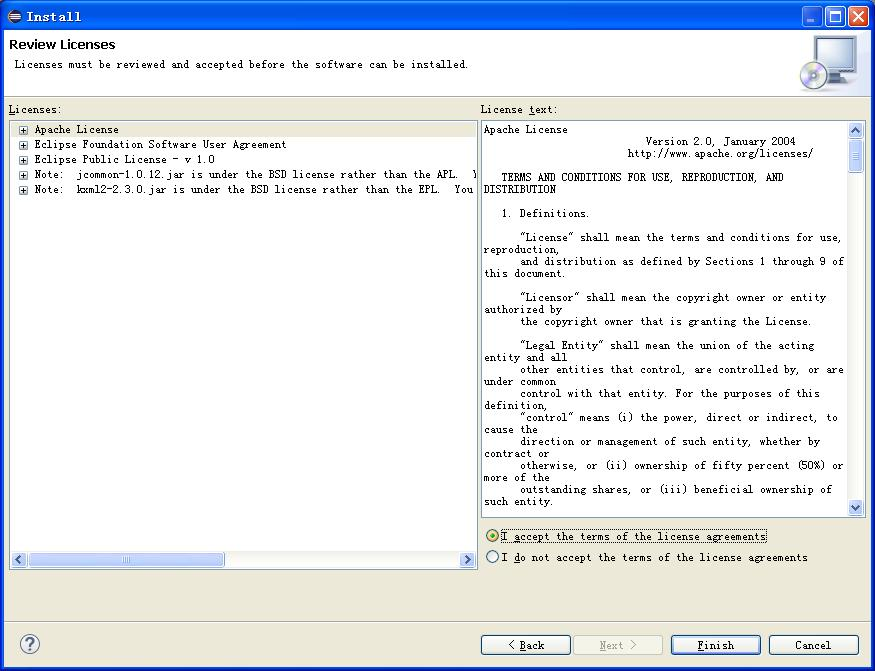 Install
Review Licenses
Licenses must be reviewed and accepted before the software can be installed.
Licenses:
Apache License
Eclipse Foundation Software User Agreement
Eclipse Public License - v 1.0
Note:  jcommon-1.0.12.jar is under the BSD license rather than the APL.  Y
Note:  kxml2-2.3.0.jar is under the BSD license rather than the EPL.  You
License text:
Apache License
Version 2.0, January 2004
http://www.apache.org/licenses/
TERMS AND CONDITIONS FOR USE, REPRODUCTION, AND
DISTRIBUTION
1. Definitions.
"License" shall mean the terms and conditions for use,
reproduction,
and distribution as defined by Sections 1 through 9 of
this document.
"Licensor" shall mean the copyright owner or entity
authorized by
the copyright owner that is granting the License.
"Legal Entity" shall mean the union of the acting
entity and all
other entities that control, are controlled by, or are
under common
control with that entity. For the purposes of this
definition,
"control" means (i) the power, direct or indirect, to
cause the
direction or management of such entity, whether by
contract or
otherwise, or (ii) ownership of fifty percent (50%) or
more of the
outstanding shares, or (iii) beneficial ownership of
such entity.
I accept the terms of the license agreements
I do not accept the terms of the license agreements
?
< Back
Next >
Finish
Cancel